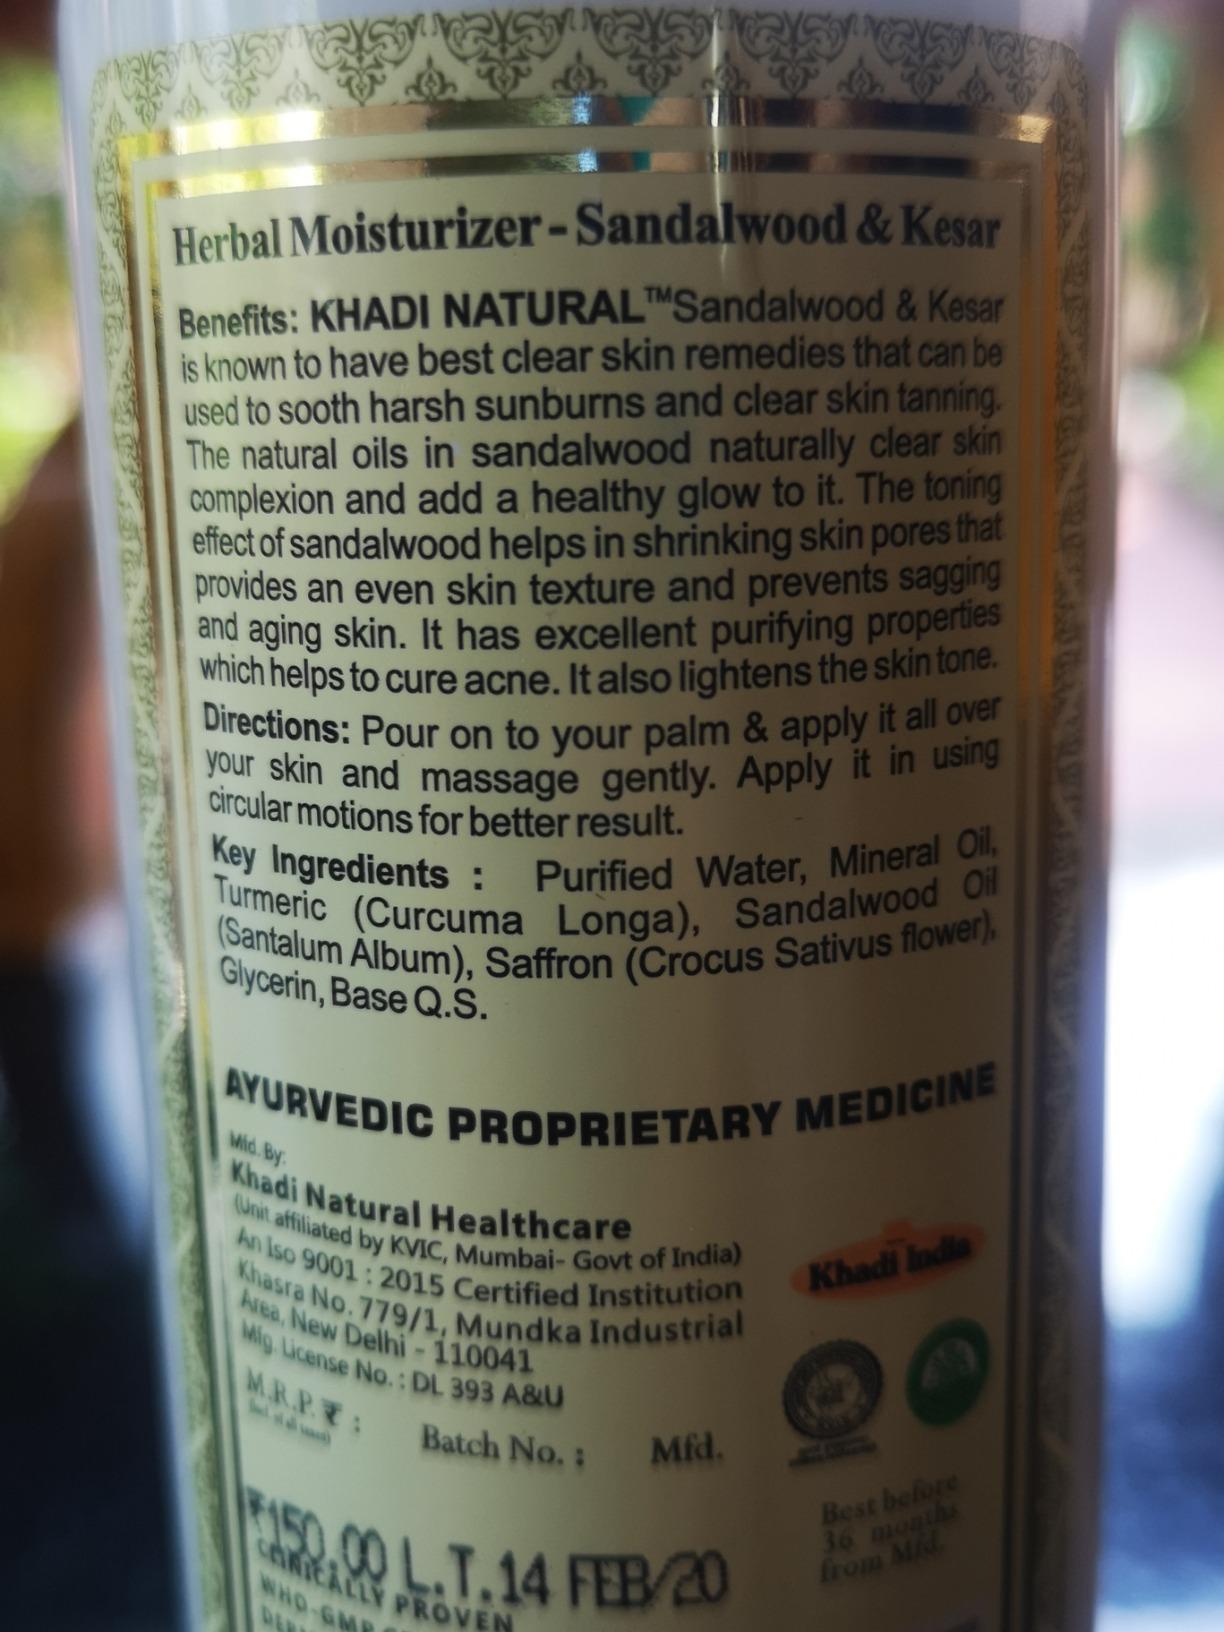 Herbal Moisturizer - Sandalwood & Kesar
Benefits: KHADI NATURAL™Sandalwood & Kesar
is known to have best clear skin remedies that can be
used to sooth harsh sunburns and clear skin tanning.
The natural oils in sandalwood naturally clear skin
complexion and add a healthy glow to it. The toning
effect of sandalwood helps in shrinking skin pores that
provides an even skin texture and prevents sagging
and aging skin. It has excellent purifying properties
which helps to cure acne. It also lightens the skin tone.
Directions: Pour on to your palm & apply it all over
your skin and massage gently. Apply it in using
circular motions for better result.
Key Ingredients : Purified Water, Mineral Oil,
Turmeric (Curcuma Longa), Sandalwood Oil
(Santalum Album), Saffron (Crocus Sativus flower),
Glycerin, Base Q.S.
AYURVEDIC PROPRIETARY MEDICINE
Mfd. By:
Khadi Natural Healthcare
(Unit affiliated by KVIC, Mumbai- Govt of India)
An Iso 9001 : 2015 Certified Institution
Khasra No. 779/1, Mundka Industrial
Area, New Delhi - 110041
Mfg. License No. : DL 393 A&U
Khadi India
M.R.P. ₹ : Batch No. : Mfd.
Best before
36 months
from Mfd.
₹150.00 L.T.14 FEB/20
CLINICALLY PROVEN
WHO-GMP